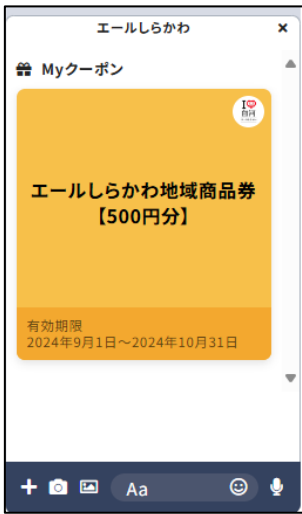 エールしらかわ
×
Myクーポン
I
白河
エールしらかわ地域商品券
【500円分】
有効期限
2024年9月1日～2024年10月31日
Aa